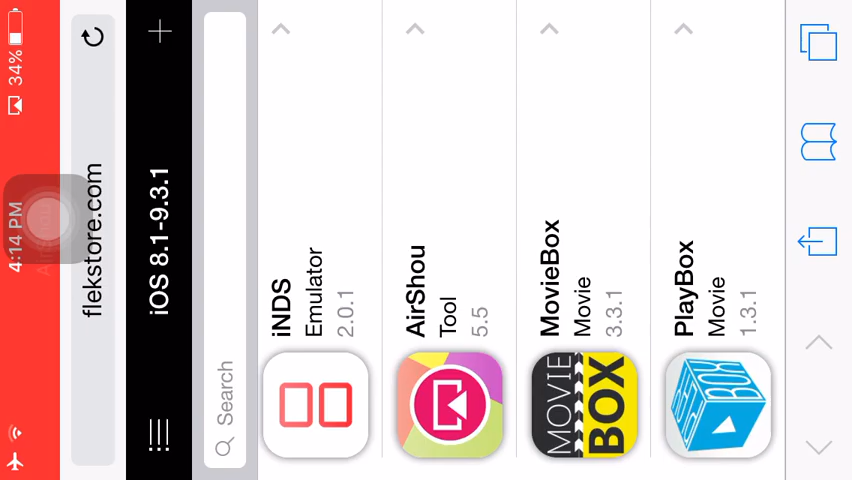 4:14 PM
34%
flekstore.com
iOS 8.1-9.3.1
Search
iNDS
Emulator
2.0.1
AirShou
Tool
5.5
MOVIE
BOX
MovieBox
Movie
3.3.1
BOX
PlayBox
Movie
1.3.1